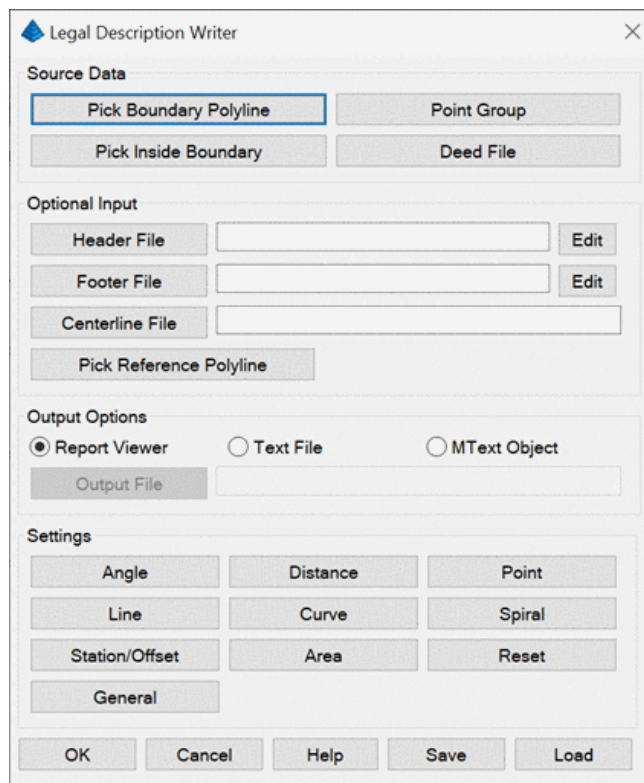 Legal Description Writer
Source Data
Pick Boundary Polyline Point Group
Pick Inside Boundary Deed File
Optional Input
Header File Edit
Footer File Edit
Centerline File
Pick Reference Polyline
Output Options
Report Viewer Text File MText Object
Output File
Settings
Angle Distance Point
Line Curve Spiral
Station/Offset Area Reset
General
OK Cancel Help Save Load